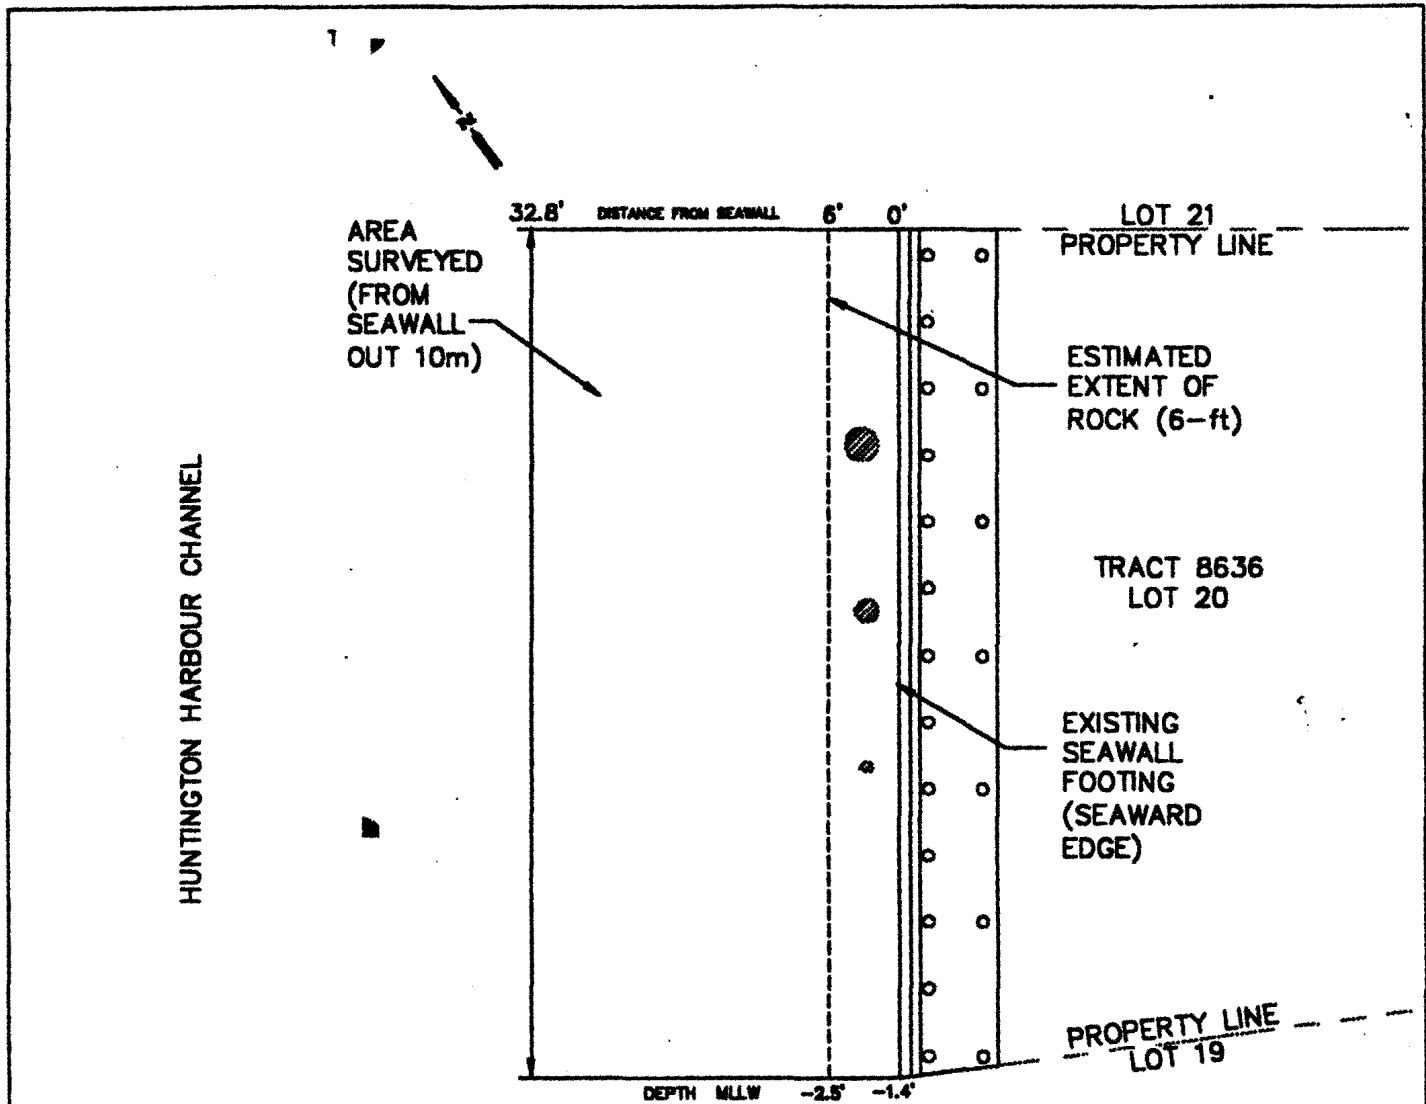 N
32.8' DISTANCE FROM SEAWALL 6' 0'
LOT 21
PROPERTY LINE
AREA
SURVEYED
(FROM
SEAWALL
OUT 10m)
ESTIMATED
EXTENT OF
ROCK (6-ft)
HUNTINGTON HARBOUR CHANNEL
TRACT 8636
LOT 20
EXISTING
SEAWALL
FOOTING
(SEAWARD
EDGE)
PROPERTY LINE
LOT 19
DEPTH MLLW -2.5' -1.4'